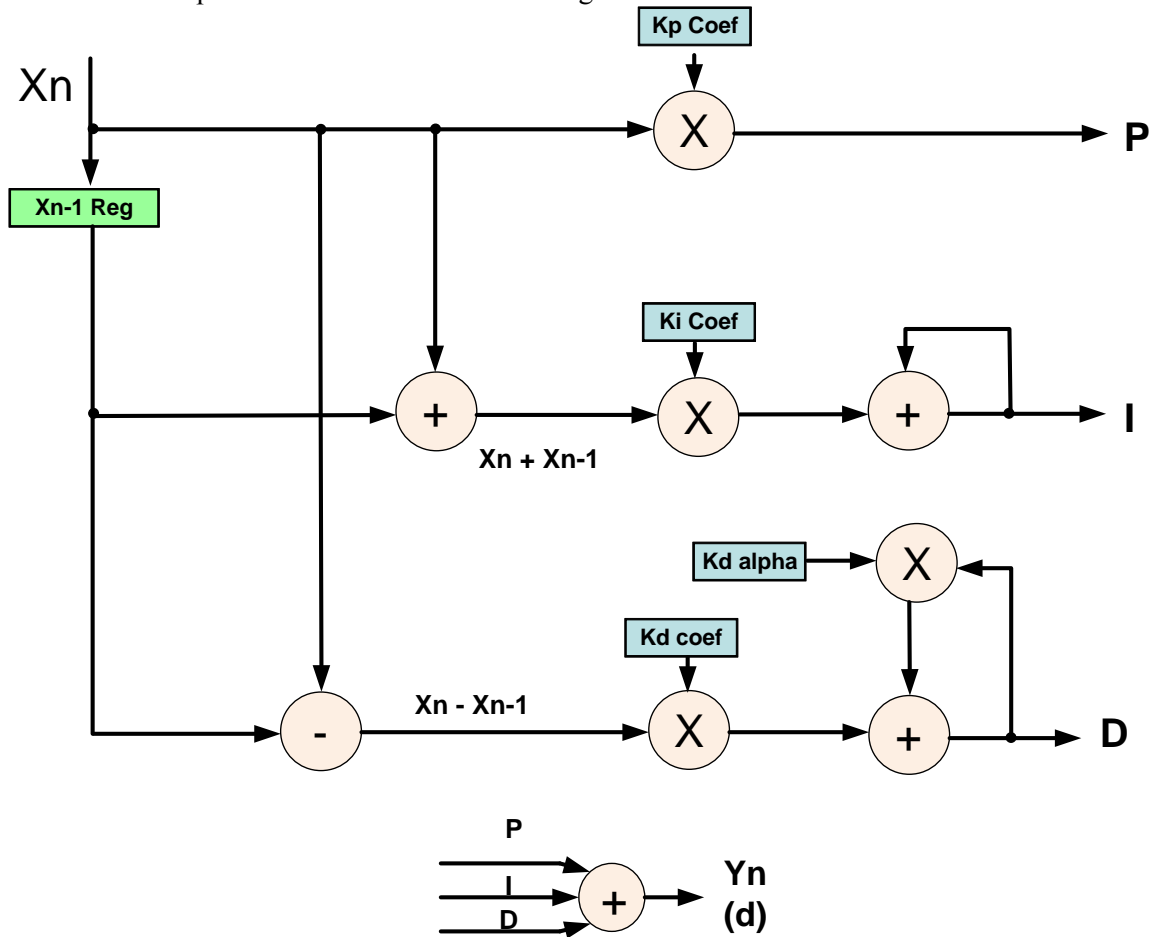 Kp Coef
Xn
X
P
Xn-1 Reg
Ki Coef
+
X
+
I
Xn + Xn-1
Kd alpha
X
Kd coef
Xn - Xn-1
-
X
+
D
P
I
D
+
Yn
(d)